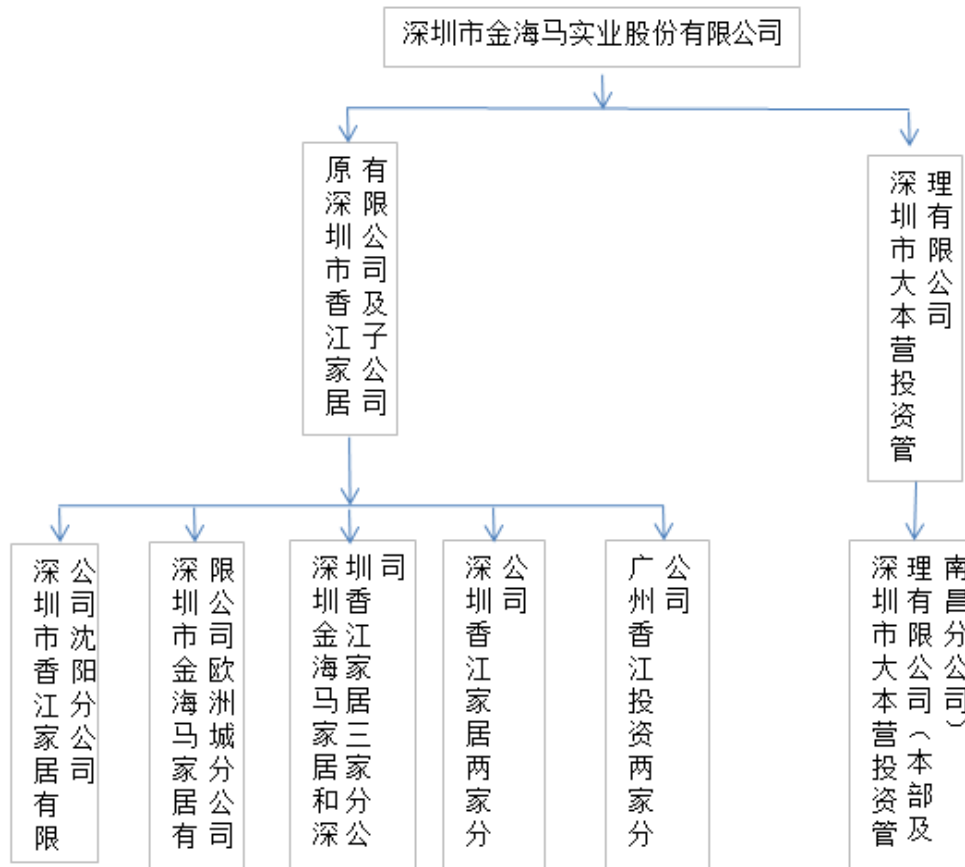 深圳市金海马实业股份有限公司
原深圳市香江家居
有限公司及子公司
深圳市大本营投资管
理有限公司
深圳市香江家居有限
公司沈阳分公司
深圳市金海马家居有
限公司欧洲城分公司
深圳金海马家居和深
圳香江家居三家分公
司
深圳香江家居两家分
公司
广州香江投资两家分
公司
深圳市大本营投资管
理有限公司（本部及
南昌分公司）